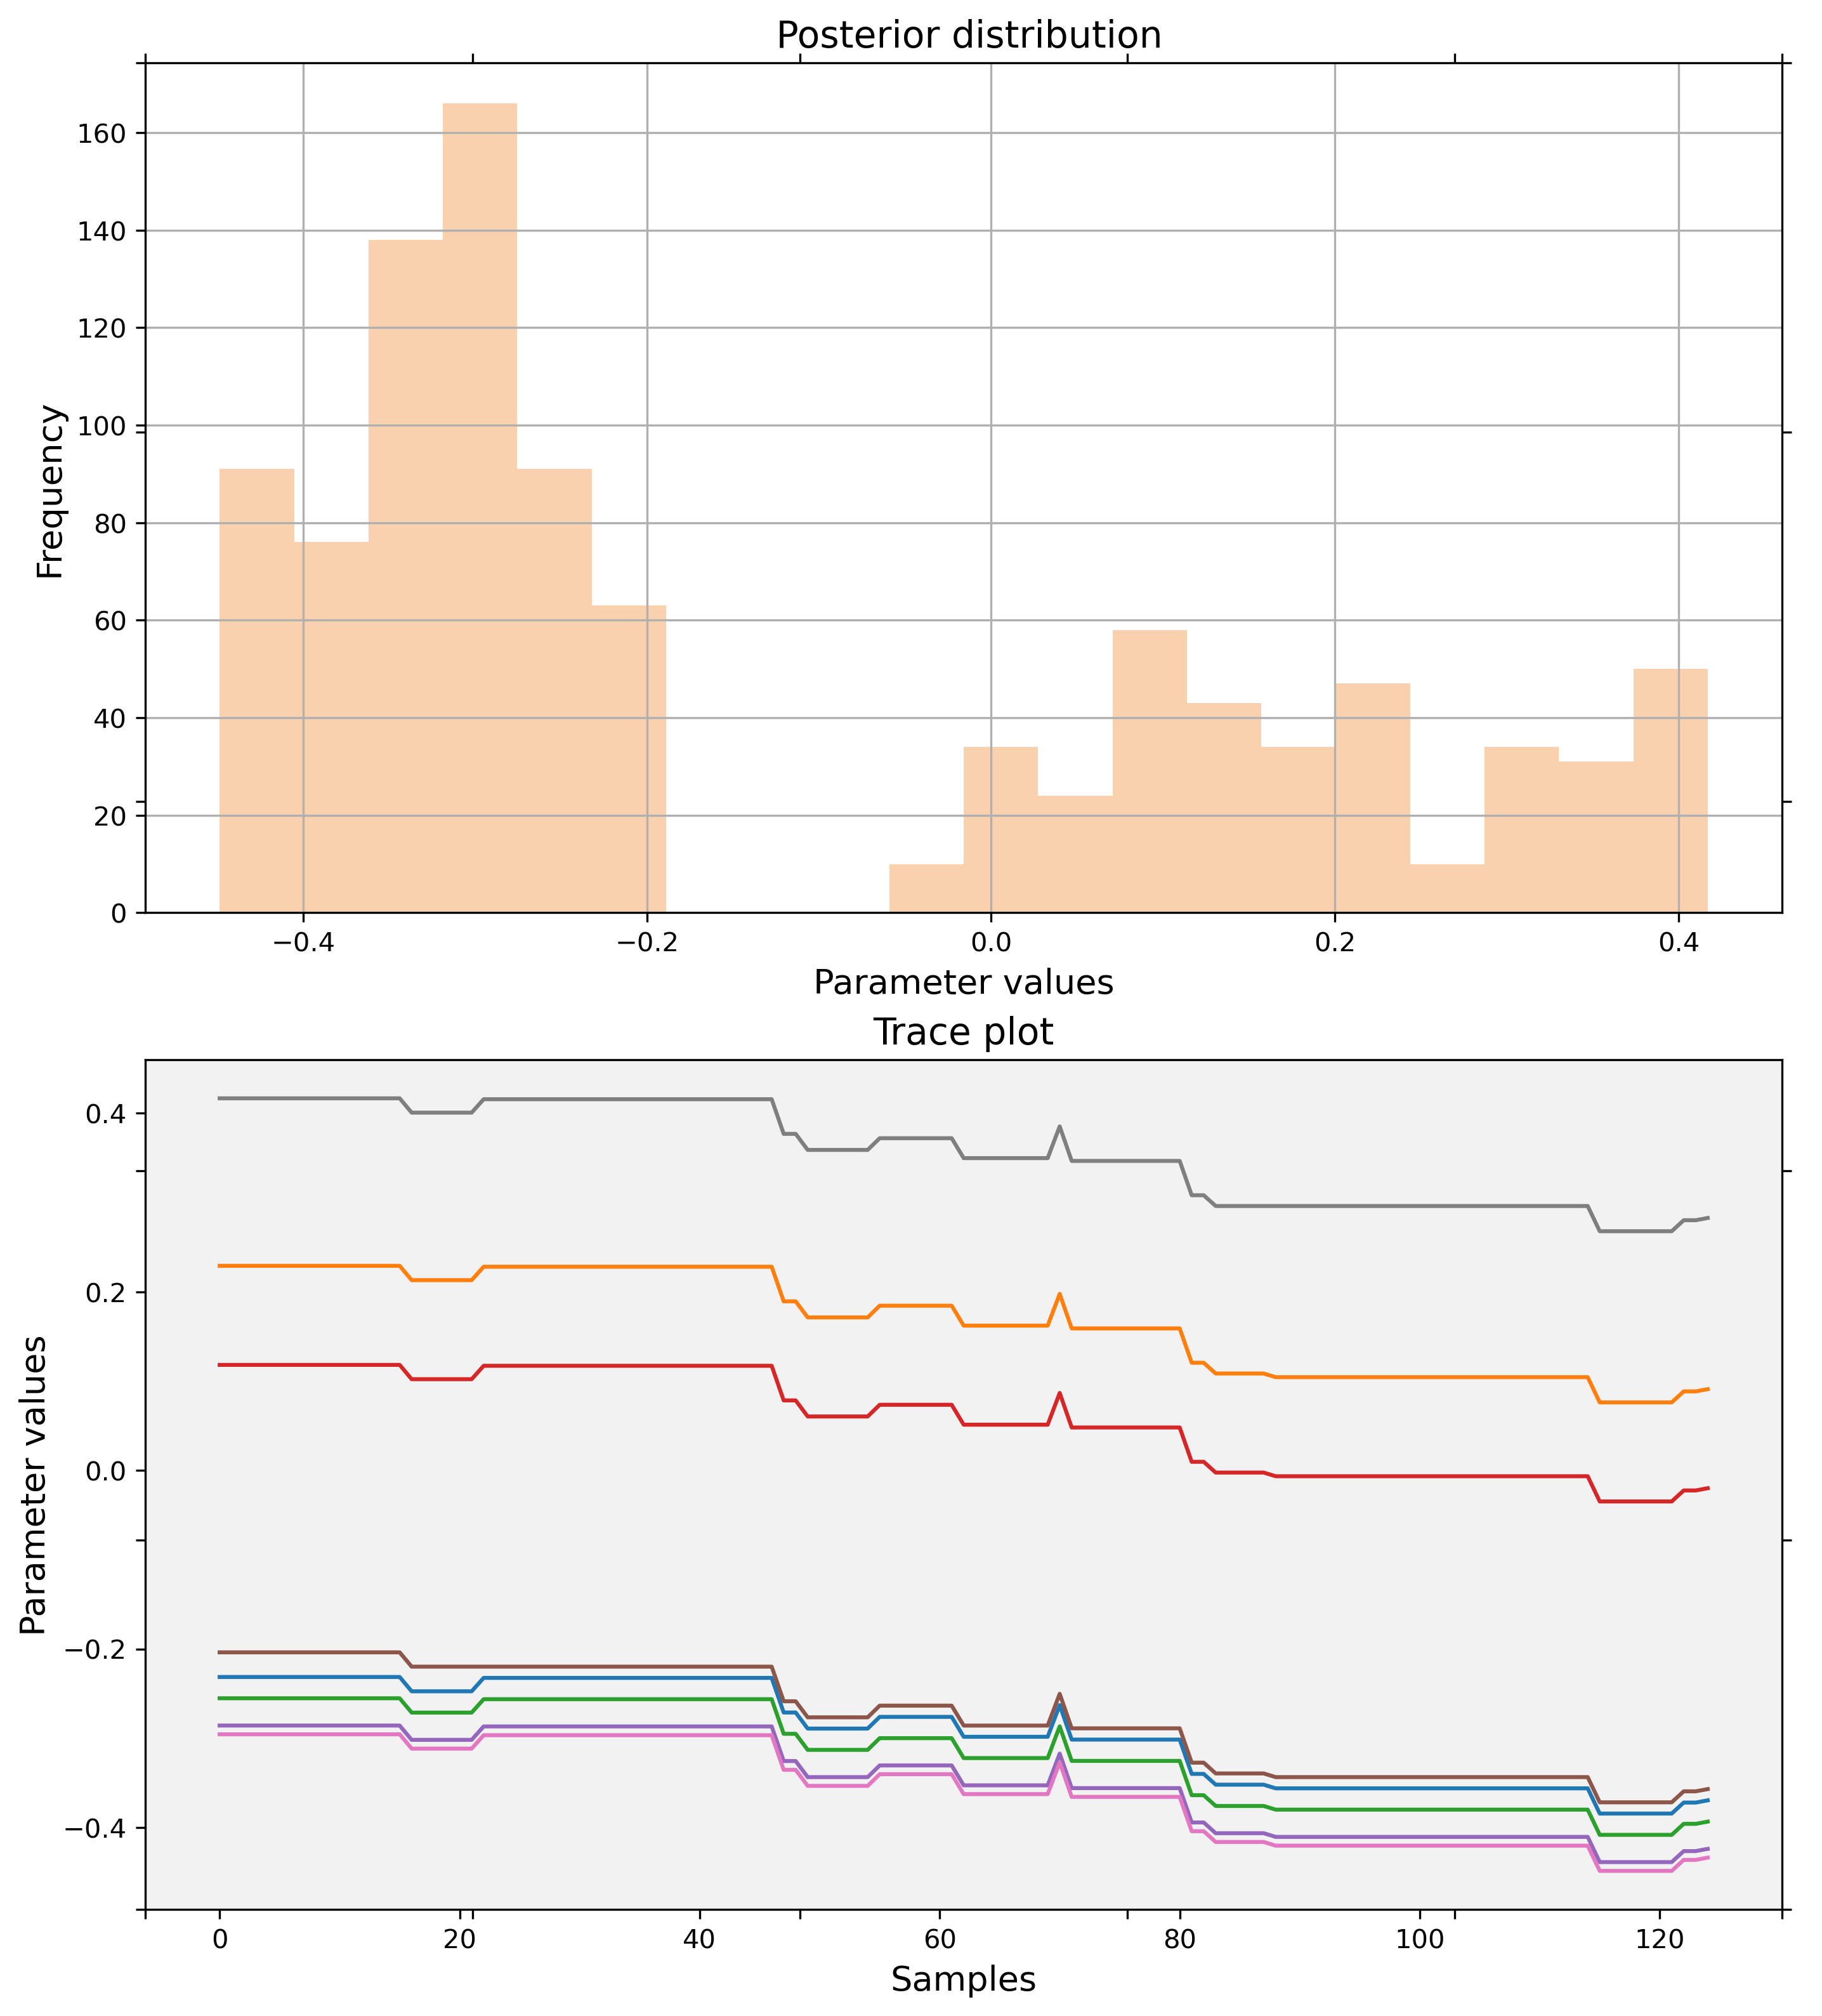 Posterior distribution
160
140
120
100
80
60
40
20
0
Frequency
−0.4 −0.2 0.0 0.2 0.4
Parameter values
Trace plot
0.4
0.2
0.0
−0.2
−0.4
Parameter values
0 20 40 60 80 100 120
Samples